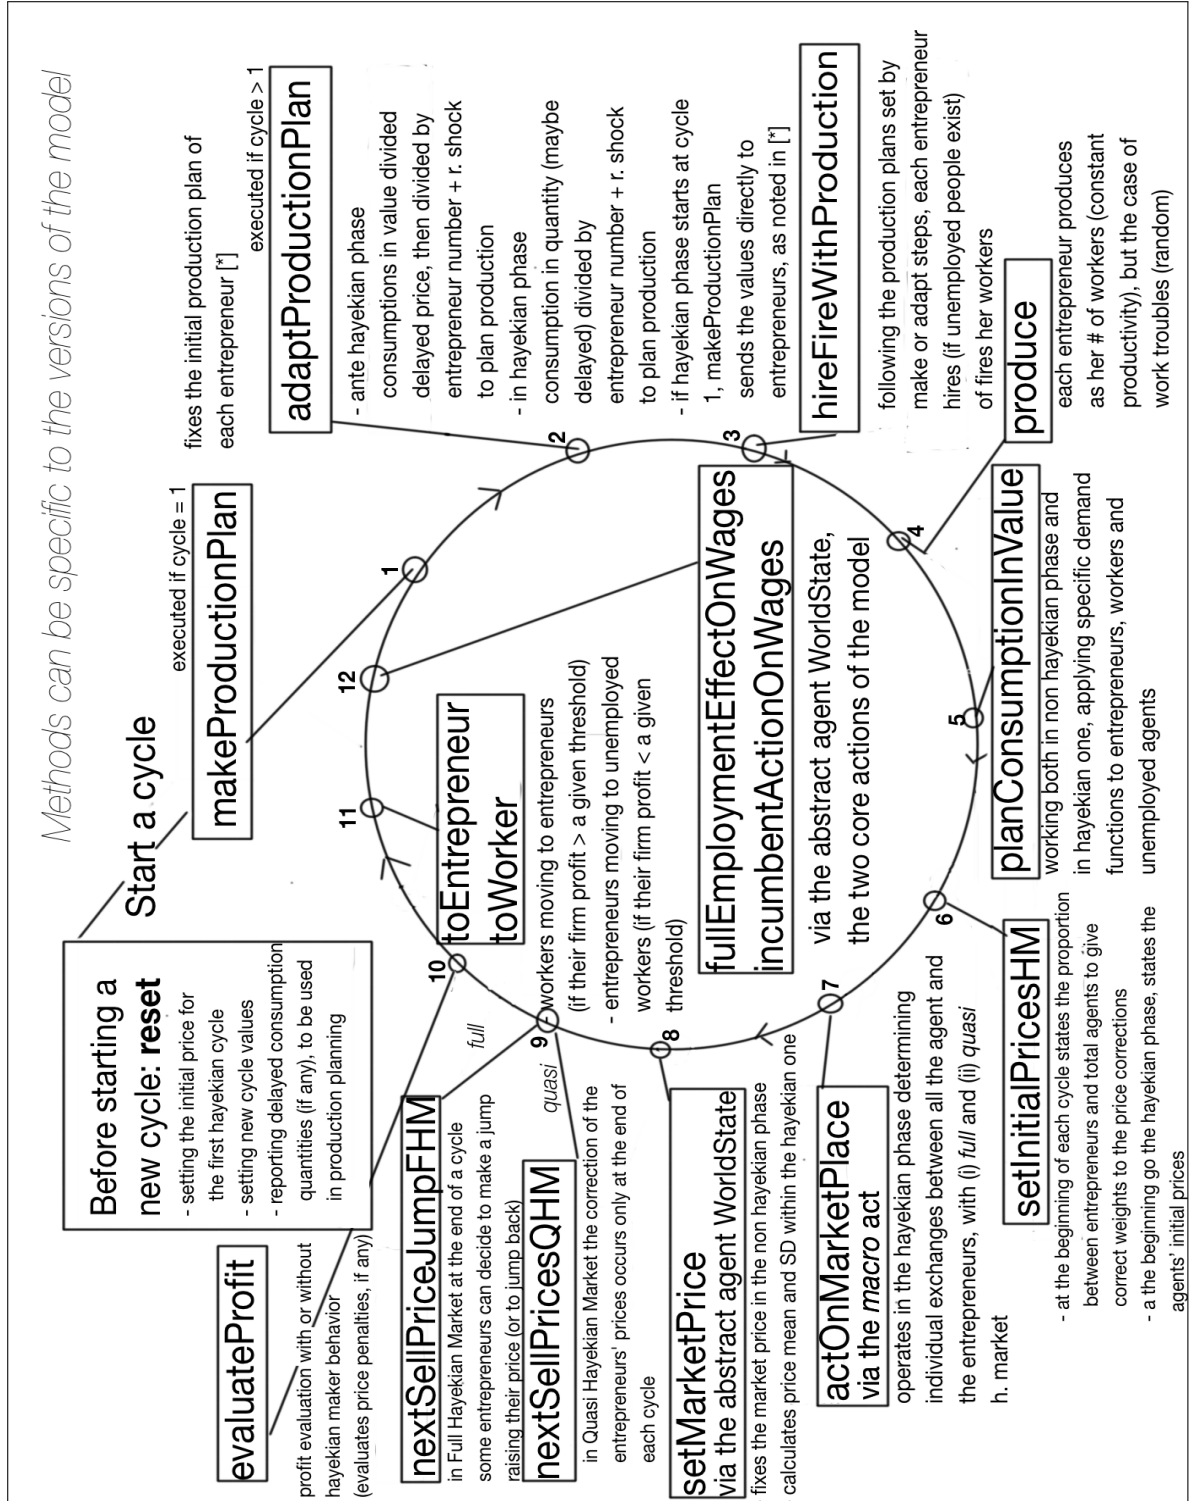 Methods can be specific to the versions of the model
Before starting a
new cycle: reset
- setting the initial price for
the first hayekian cycle
- setting new cycle values
- reporting delayed consumption
quantities (if any), to be used
in production planning
Start a cycle
executed if cycle = 1
makeProductionPlan
fixes the initial production plan of
each entrepreneur [*]
executed if cycle > 1
adaptProductionPlan
- ante hayekian phase
consumptions in value divided
delayed price, then divided by
entrepreneur number + r. shock
to plan production
- in hayekian phase
consumption in quantity (maybe
delayed) divided by
entrepreneur number + r. shock
to plan production
- if hayekian phase starts at cycle
1, makeProductionPlan
sends the values directly to
entrepreneurs, as noted in [*]
hireFireWithProduction
following the production plans set by
make or adapt steps, each entrepreneur
hires (if unemployed people exist)
of fires her workers
produce
each entrepreneur produces
as her # of workers (constant
productivity), but the case of
work troubles (random)
planConsumptionInValue
working both in non hayekian phase and
in hayekian one, applying specific demand
functions to entrepreneurs, workers and
unemployed agents
setInitialPricesHM
- at the beginning of each cycle states the proportion
between entrepreneurs and total agents to give
correct weights to the price corrections
- a the beginning go the hayekian phase, states the
agents' initial prices
actOnMarketPlace
via the macro act
operates in the hayekian phase determining
individual exchanges between all the agent and
the entrepreneurs, with (i) full and (ii) quasi
h. market
setMarketPrice
via the abstract agent WorldState
fixes the market price in the non hayekian phase
calculates price mean and SD within the hayekian one
nextSellPriceJumpFHM
in Full Hayekian Market at the end of a cycle
some entrepreneurs can decide to make a jump
raising their price (or to jump back)
full
nextSellPricesQHM
in Quasi Hayekian Market the correction of the
entrepreneurs' prices occurs only at the end of
each cycle
quasi
evaluateProfit
profit evaluation with or without
hayekian maker behavior
(evaluates price penalties, if any)
toEntrepreneur
toWorker
- workers moving to entrepreneurs
(if their firm profit > a given threshold)
- entrepreneurs moving to unemployed
workers (if their firm profit < a given
threshold)
fullEmploymentEffectOnWages
incumbentActionOnWages
via the abstract agent WorldState,
the two core actions of the model
1
2
3
4
5
6
7
8
9
10
11
12